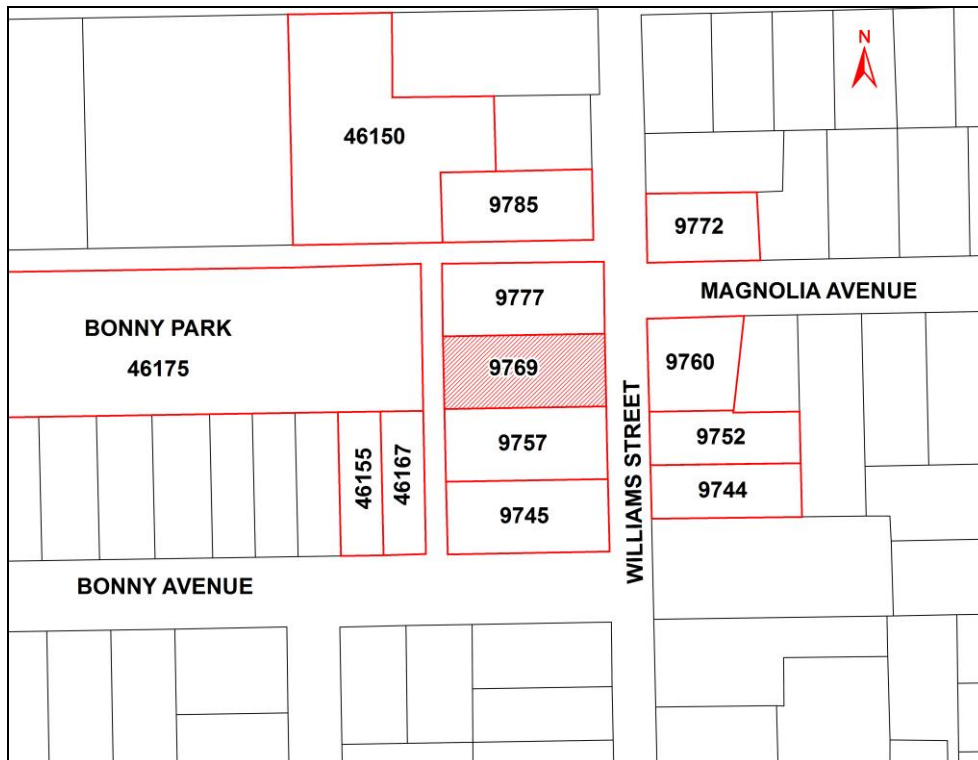 N
46150
9785
9772
9777
MAGNOLIA AVENUE
BONNY PARK
46175
9769
9760
9757
9752
46155
46167
9744
9745
WILLIAMS STREET
BONNY AVENUE